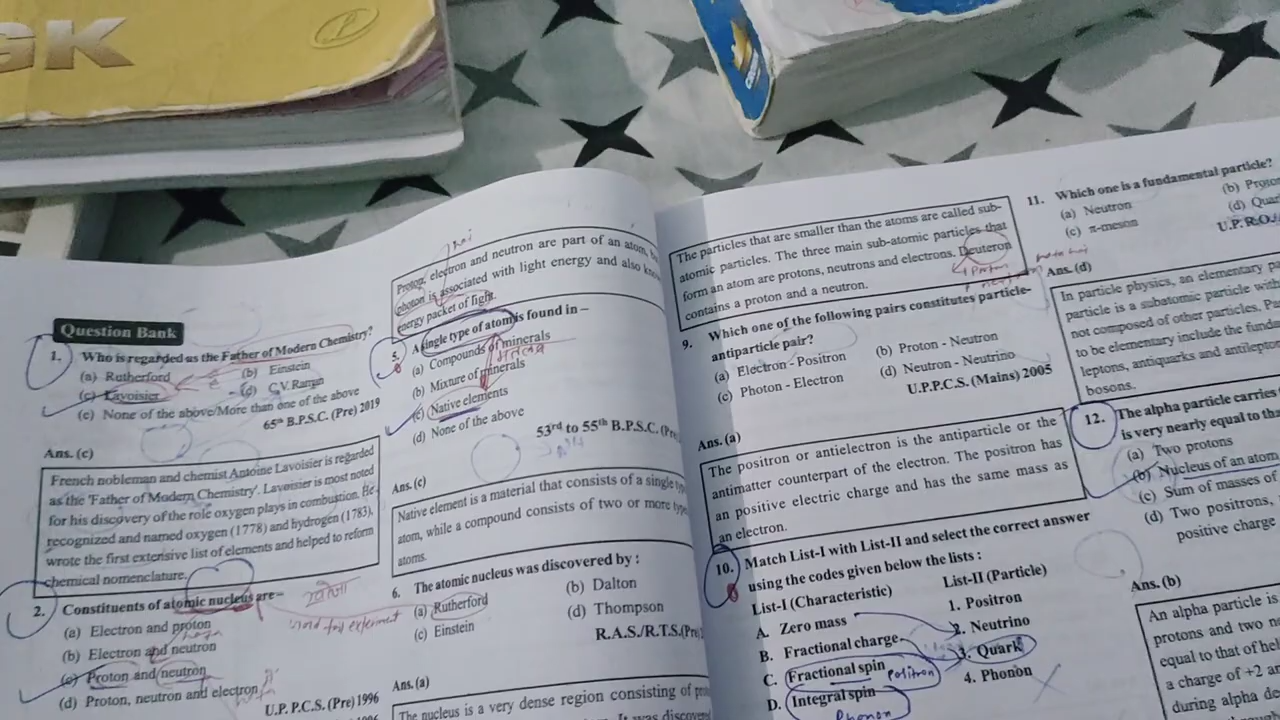 GK
Question Bank
1. Who is regarded as the Father of Modern Chemistry?
(a) Rutherford (b) Einstein
(c) Lavoisier (d) C.V. Raman
(e) None of the above/More than one of the above
65th B.P.S.C. (Pre) 2019
Ans. (c)
French nobleman and chemist Antoine Lavoisier is regarded
as the 'Father of Modern Chemistry'. Lavoisier is most noted
for his discovery of the role oxygen plays in combustion. He
recognized and named oxygen (1778) and hydrogen (1783),
wrote the first extensive list of elements and helped to reform
chemical nomenclature.
2. Constituents of atomic nucleus are–
खोजा
(a) Electron and proton
(b) Electron and neutron
(c) Proton and neutron
(d) Proton, neutron and electron
U.P. P.C.S. (Pre) 1996
Proton, electron and neutron are part of an atom,
photon is associated with light energy and also
energy packet of light.
5. A single type of atom is found in –
(a) Compounds of minerals
मतलब
(b) Mixture of minerals
(c) Native elements
(d) None of the above
53rd to 55th B.P.S.C. (Pre
Ans. (c)
Native element is a material that consists of a single
atom, while a compound consists of two or more
atoms.
6. The atomic nucleus was discovered by :
(a) Rutherford (b) Dalton
(c) Einstein (d) Thompson
R.A.S./R.T.S.(Pre)
Ans. (a)
The nucleus is a very dense region consisting of
It was
The particles that are smaller than the atoms are called sub-
atomic particles. The three main sub-atomic particles that
form an atom are protons, neutrons and electrons. Deuteron
contains a proton and a neutron.
9. Which one of the following pairs constitutes particle-
antiparticle pair?
(a) Electron - Positron (b) Proton - Neutron
(c) Photon - Electron (d) Neutron - Neutrino
U.P.P.C.S. (Mains) 2005
Ans. (a)
The positron or antielectron is the antiparticle or the
antimatter counterpart of the electron. The positron has
an positive electric charge and has the same mass as
an electron.
10. Match List-I with List-II and select the correct answer
using the codes given below the lists :
List-I (Characteristic) List-II (Particle)
A. Zero mass 1. Positron
B. Fractional charge 2. Neutrino
C. Fractional spin Positron 3. Quark
D. Integral spin 4. Phonon
Phonon
11. Which one is a fundamental particle?
(a) Neutron (b) Proto
(c) π-meson (d) Qua
Ans. (d)
In particle physics, an elementary
particle is a subatomic particle with
not composed of other particles. Pa
to be elementary include the funda
leptons, antiquarks and antilepto
bosons.
12. The alpha particle carries
is very nearly equal to tha
(a) Two protons
(b) Nucleus of an atom
(c) Sum of masses of
(d) Two positrons,
positive charge
Ans. (b)
An alpha particle is
protons and two n
equal to that of hel
a charge of +2 a
during alpha de